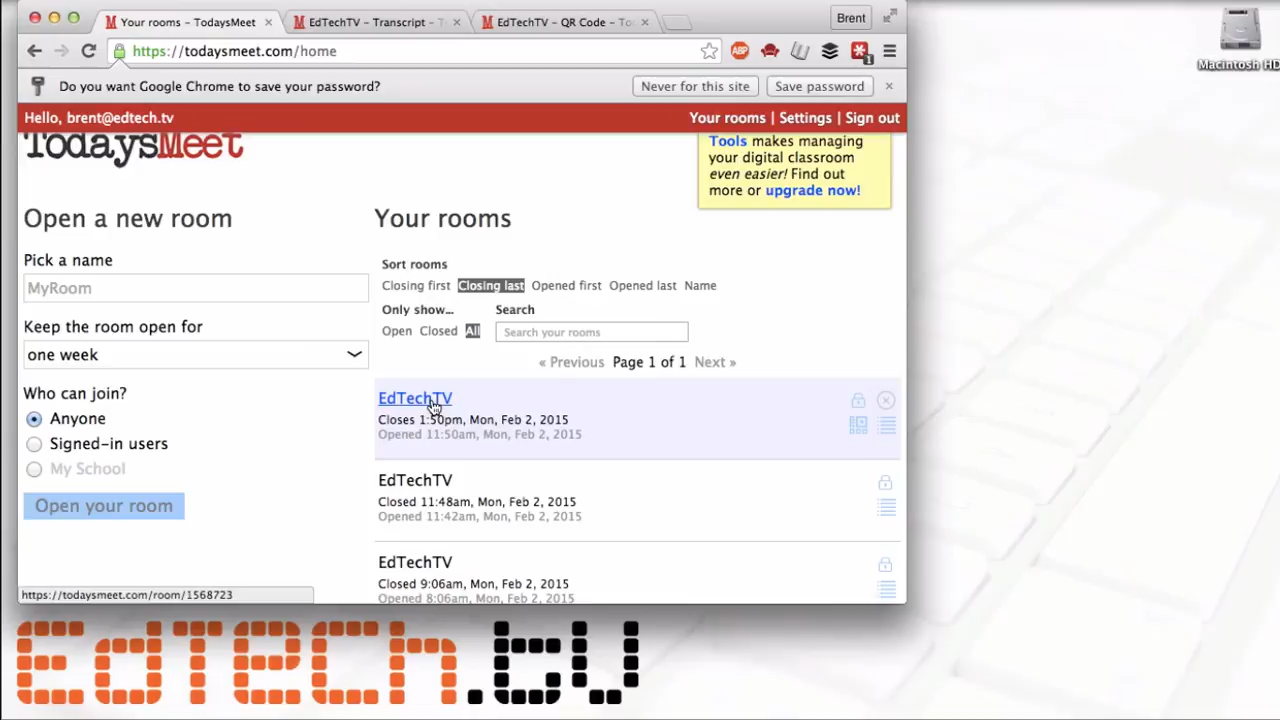 Your rooms - TodaysMeet
EdTechTV - Transcript - T
EdTechTV - QR Code - To
Brent
https://todaysmeet.com/home
ABP
1
Macintosh HD
Do you want Google Chrome to save your password?
Never for this site
Save password
Hello, brent@edtech.tv
Your rooms | Settings | Sign out
TodaysMeet
Tools makes managing
your digital classroom
even easier! Find out
more or upgrade now!
Open a new room
Your rooms
Pick a name
MyRoom
Sort rooms
Closing first Closing last Opened first Opened last Name
Only show...
Search
Open Closed All
Search your rooms
Keep the room open for
one week
« Previous Page 1 of 1 Next »
Who can join?
Anyone
Signed-in users
My School
Open your room
EdTechTV
Closes 1:50pm, Mon, Feb 2, 2015
Opened 11:50am, Mon, Feb 2, 2015
EdTechTV
Closed 11:48am, Mon, Feb 2, 2015
Opened 11:42am, Mon, Feb 2, 2015
EdTechTV
Closed 9:06am, Mon, Feb 2, 2015
Opened 8:06am, Mon, Feb 2, 2015
https://todaysmeet.com/room/1568723
EdTech.tv